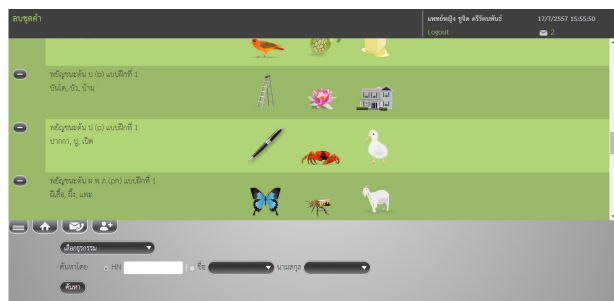 ลบชุดคำ
แพทย์หญิง ชูจิต ตรีรัตนพันธ์
17/7/2557 15:55:50
Logout
2
พยัญชนะต้น บ (b) แบบฝึกที่ 1
บันได, บัว, บ้าน
พยัญชนะต้น ป (p) แบบฝึกที่ 1
ปากกา, ปู, เป็ด
พยัญชนะต้น ผ พ ภ (ph) แบบฝึกที่ 1
ผีเสื้อ, ผึ้ง, แพะ
เลือกธุรกรรม
ค้นหาโดย HN ชื่อ นามสกุล
ค้นหา